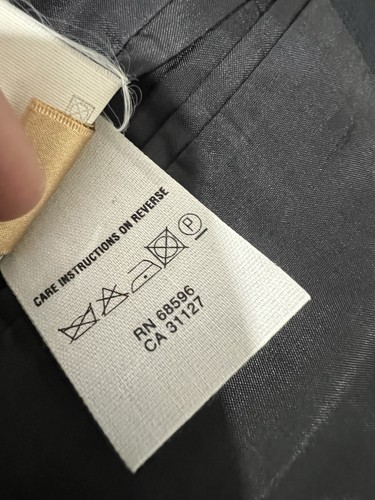 CARE INSTRUCTIONS ON REVERSE
P
RN 68596
CA 31127